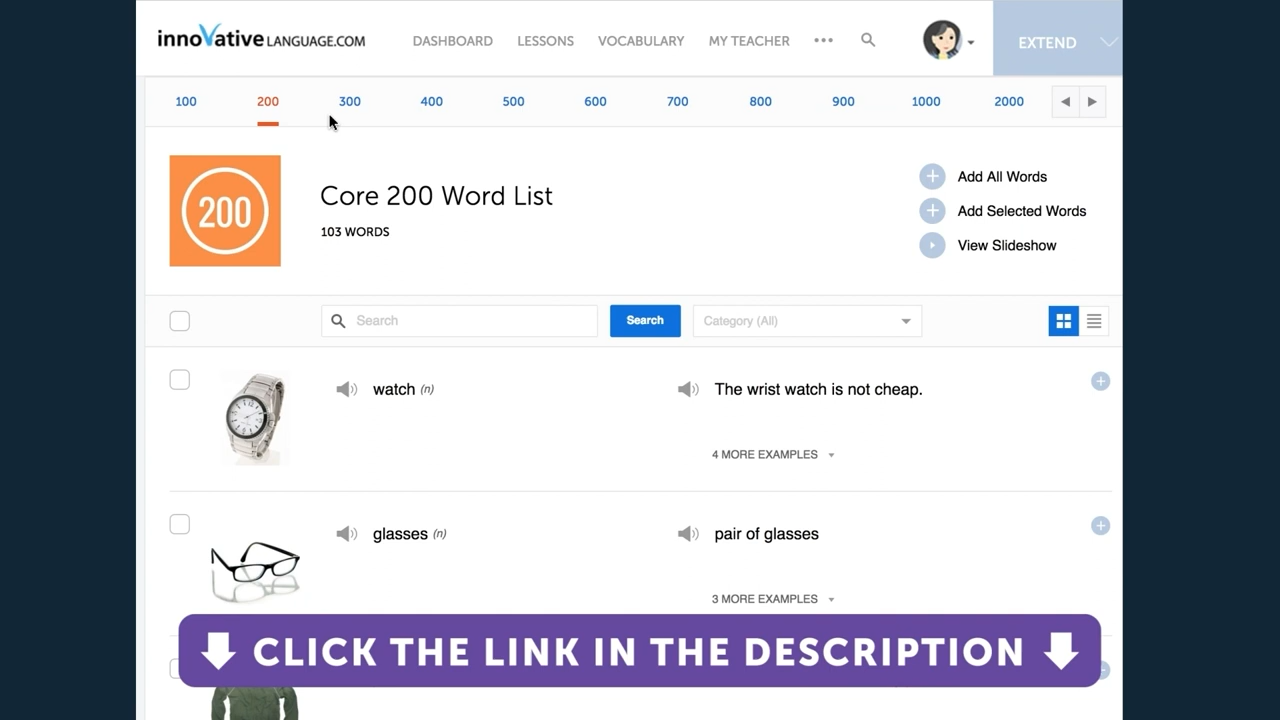 innovative LANGUAGE.COM DASHBOARD LESSONS VOCABULARY MY TEACHER EXTEND
100 200 300 400 500 600 700 800 900 1000 2000
200
Core 200 Word List
103 WORDS
Add All Words
Add Selected Words
View Slideshow
Search Search Category (All)
watch (n) The wrist watch is not cheap.
4 MORE EXAMPLES
glasses (n) pair of glasses
3 MORE EXAMPLES
CLICK THE LINK IN THE DESCRIPTION